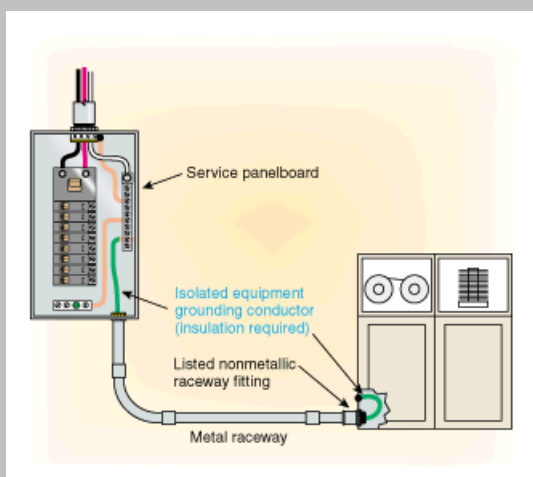 Service panelboard
Isolated equipment
grounding conductor
(insulation required)
Listed nonmetallic
raceway fitting
Metal raceway